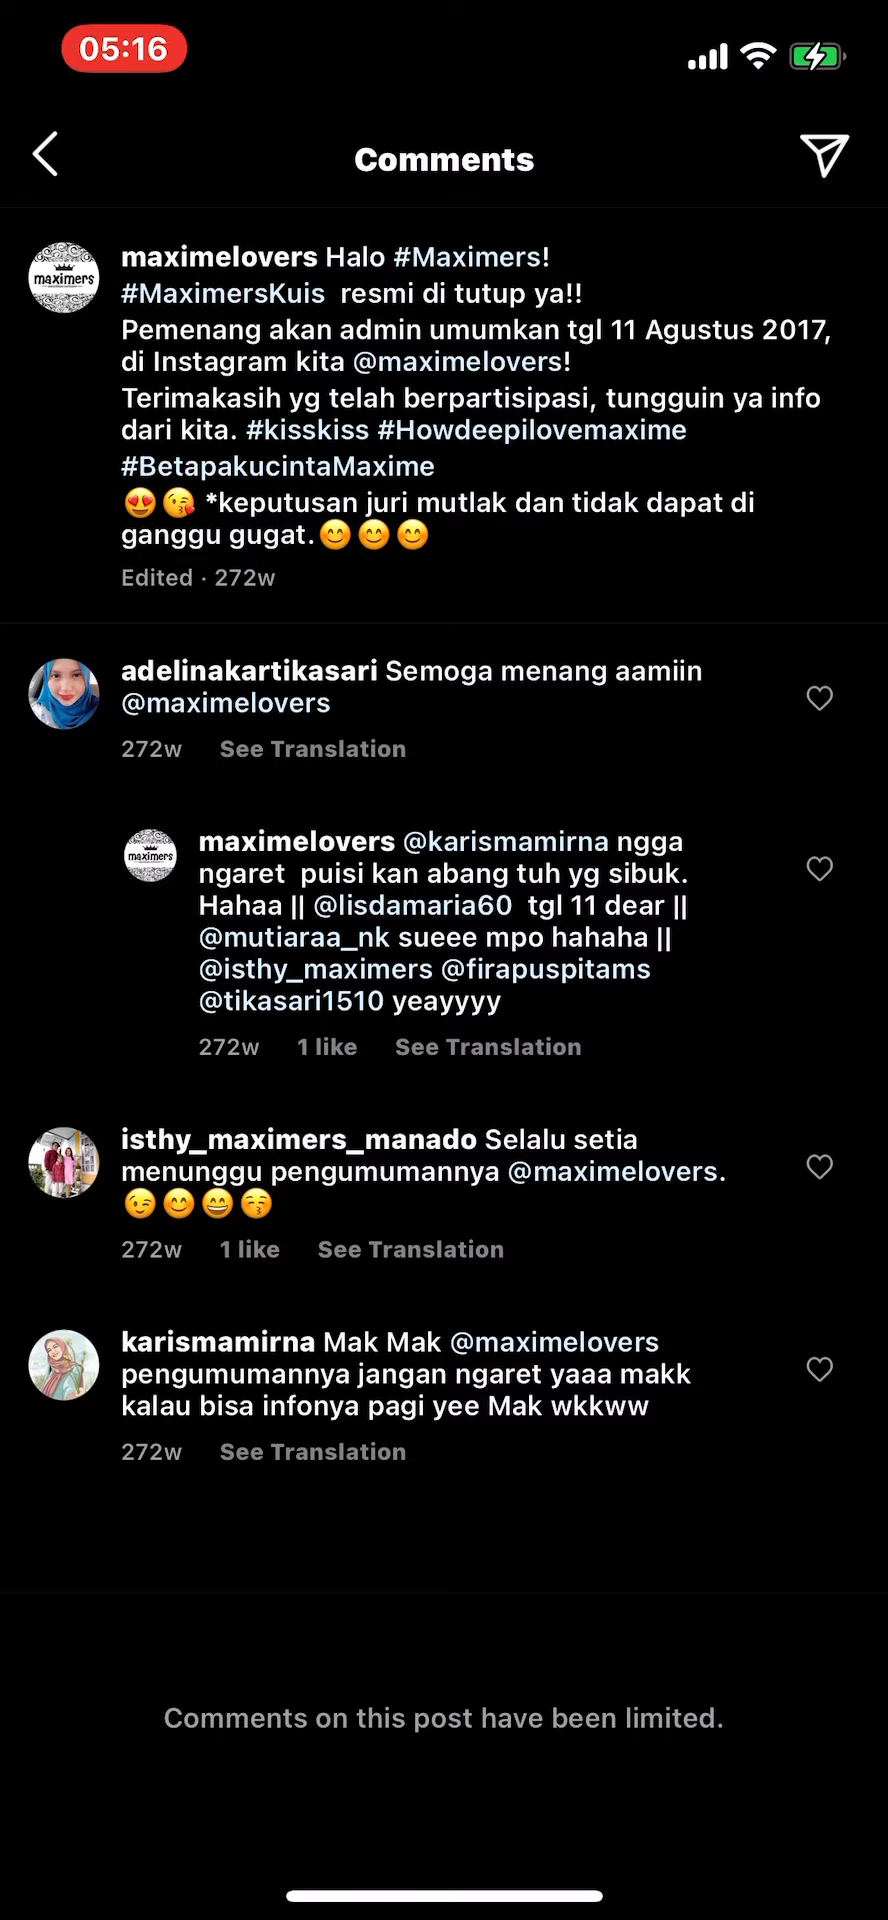 05:16
Comments
maximelovers Halo #Maximers!
#MaximersKuis resmi di tutup ya!!
Pemenang akan admin umumkan tgl 11 Agustus 2017,
di Instagram kita @maximelovers!
Terimakasih yg telah berpartisipasi, tungguin ya info
dari kita. #kisskiss #Howdeepilovemaxime
#BetapakucintaMaxime
😍😘 *keputusan juri mutlak dan tidak dapat di
ganggu gugat.😊😊😊
Edited · 272w
maximers
adelinakartikasari Semoga menang aamiin
@maximelovers
272w See Translation
maximers
maximelovers @karismamirna ngga
ngaret puisi kan abang tuh yg sibuk.
Hahaa || @lisdamaria60 tgl 11 dear ||
@mutiaraa_nk sueee mpo hahaha ||
@isthy_maximers @firapuspitams
@tikasari1510 yeayyyy
272w 1 like See Translation
isthy_maximers_manado Selalu setia
menunggu pengumumannya @maximelovers.
😉😊😄😚
272w 1 like See Translation
karismamirna Mak Mak @maximelovers
pengumumannya jangan ngaret yaaa makk
kalau bisa infonya pagi yee Mak wkkww
272w See Translation
Comments on this post have been limited.